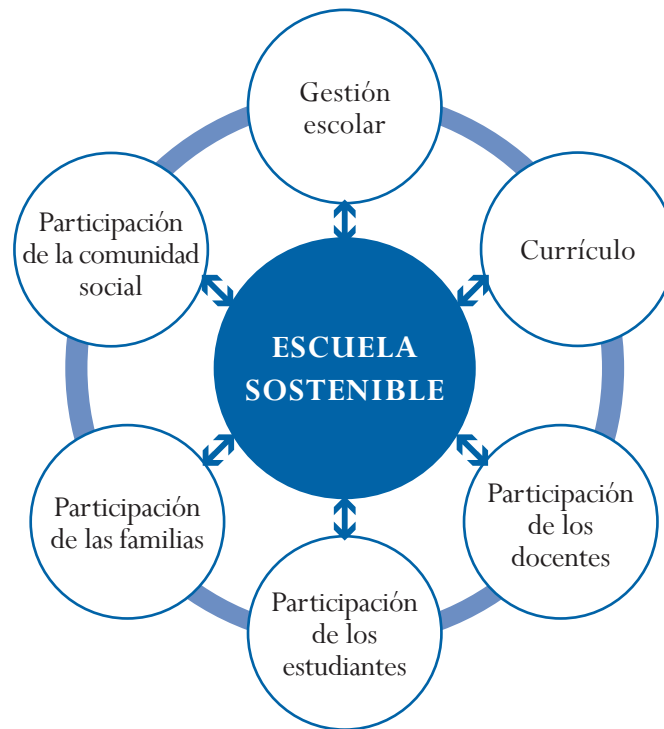 Gestión
escolar
Currículo
Participación
de los
docentes
Participación
de los
estudiantes
Participación
de las familias
Participación
de la comunidad
social
ESCUELA
SOSTENIBLE